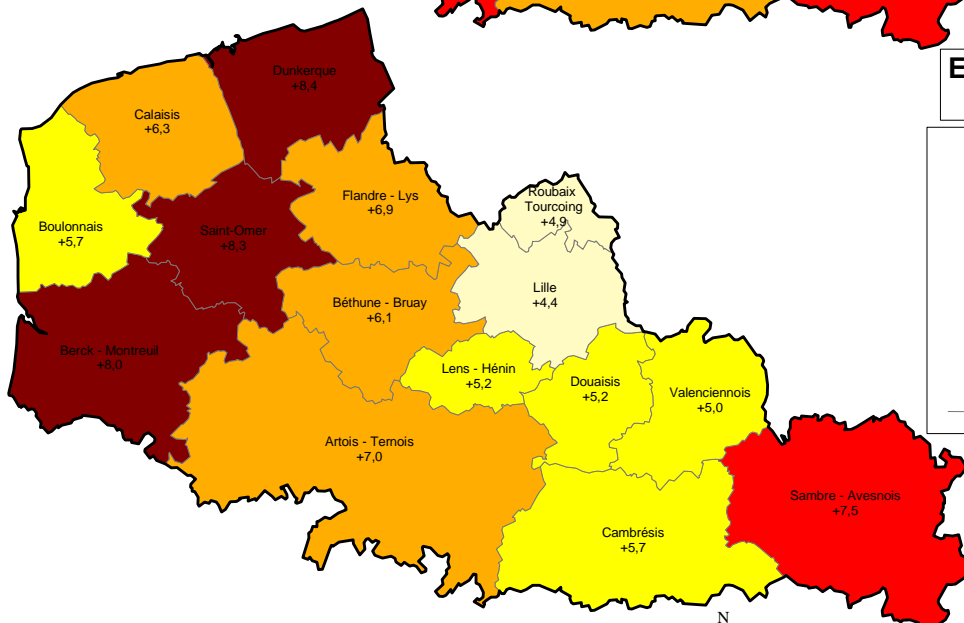 E
Dunkerque
+8,4
Calaisis
+6,3
Flandre - Lys
+6,9
Roubaix
Tourcoing
+4,9
Boulonnais
+5,7
Saint-Omer
+8,3
Lille
+4,4
Béthune - Bruay
+6,1
Berck - Montreuil
+8,0
Lens - Hénin
+5,2
Douaisis
+5,2
Valenciennois
+5,0
Artois - Ternois
+7,0
Sambre - Avesnois
+7,5
Cambrésis
+5,7
N